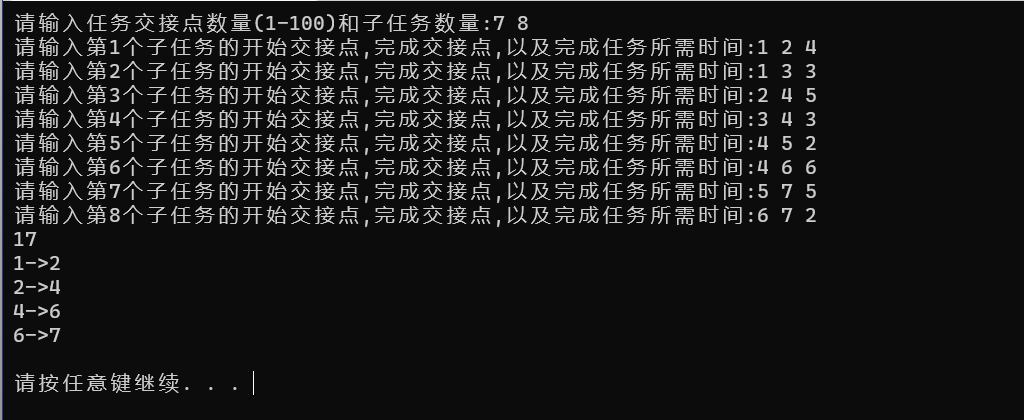 请输入任务交接点数量(1-100)和子任务数量:7 8
请输入第1个子任务的开始交接点,完成交接点,以及完成任务所需时间:1 2 4
请输入第2个子任务的开始交接点,完成交接点,以及完成任务所需时间:1 3 3
请输入第3个子任务的开始交接点,完成交接点,以及完成任务所需时间:2 4 5
请输入第4个子任务的开始交接点,完成交接点,以及完成任务所需时间:3 4 3
请输入第5个子任务的开始交接点,完成交接点,以及完成任务所需时间:4 5 2
请输入第6个子任务的开始交接点,完成交接点,以及完成任务所需时间:4 6 6
请输入第7个子任务的开始交接点,完成交接点,以及完成任务所需时间:5 7 5
请输入第8个子任务的开始交接点,完成交接点,以及完成任务所需时间:6 7 2
17
1->2
2->4
4->6
6->7
请按任意键继续. . .